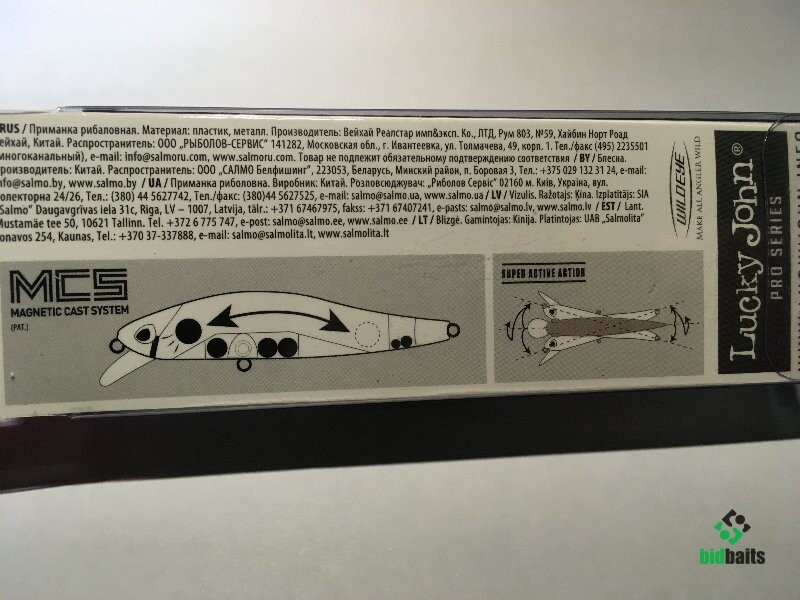 RUS / Приманка рибаловная. Материал: пластик, металл. Производитель: Вейхай Реалстар имп&эксп. Ко., ЛТД, Рум 803, №59, Хайбин Норт Роад
Вейхай, Китай. Распространитель: ООО „РЫБОЛОВ-СЕРВИС” 141282, Московская обл., г. Ивантеевка, ул. Толмачева, 49, корп. 1. Тел./факс (495) 2235501
(многоканальный), e-mail: info@salmoru.com, www.salmoru.com. Товар не подлежит обязательному подтверждению соответствия / BY / Блесна.
производитель: Китай. Распространитель: ООО „САЛМО Белфишинг”, 223053, Беларусь, Минский район, п. Боровая 3, Тел.: +375 029 132 31 24, e-mail:
info@salmo.by, www.salmo.by / UA / Приманка риболовна. Виробник: Китай. Розповсюджувач: „Риболов Сервіс” 02160 м. Київ, Україна, вул.
олекторна 24/26, Тел.: (380) 44 5627742, Тел./факс: (380)44 5627525, e-mail: salmo@salmo.ua, www.salmo.ua / LV / Vizulis. Ražotajs: Ķina. Izplatitājs: SIA
„Salmo” Daugavgrīvas iela 31c, Riga, LV – 1007, Latvija, tālr.: +371 67467975, fakss: +371 67407241, e-pasts: salmo@salmo.lv, www.salmo.lv / EST / Lant.
Mustamäe tee 50, 10621 Tallinn. Tel. +372 6 775 747, e-post: salmo@salmo.ee, www.salmo.ee / LT / Blizgė. Gamintojas: Kinija. Platintojas: UAB „Salmolita”
onavos 254, Kaunas, Tel.: +370 37-337888, e-mail: salmo@salmolita.lt, www.salmolita.lt
WILDEYE
MAKE ALL ANGLER WILD
Lucky John®
PRO SERIES
MCS
MAGNETIC CAST SYSTEM
(PAT.)
SUPER ACTIVE ACTION
bidbaits